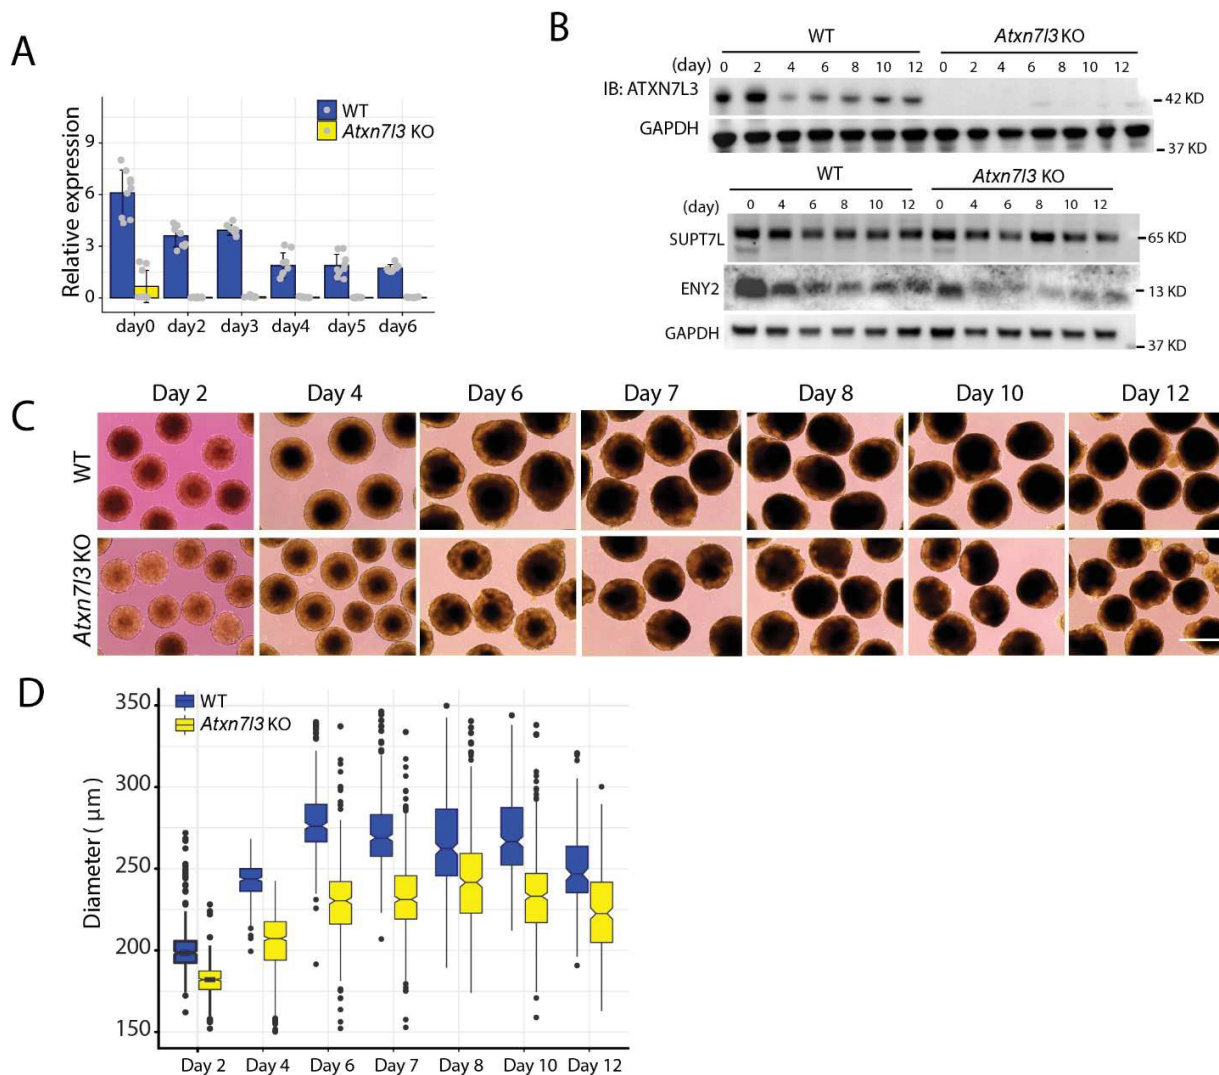 A
WT
Atxn7l3 KO
Relative expression
9
6
3
0
day0 day2 day3 day4 day5 day6
B
WT Atxn7l3 KO
(day) 0 2 4 6 8 10 12 0 2 4 6 8 10 12
IB: ATXN7L3
42 KD
GAPDH
37 KD
WT Atxn7l3 KO
(day) 0 4 6 8 10 12 0 4 6 8 10 12
SUPT7L
65 KD
ENY2
13 KD
GAPDH
37 KD
C
Day 2 Day 4 Day 6 Day 7 Day 8 Day 10 Day 12
WT
Atxn7l3 KO
D
WT
Atxn7l3 KO
Diameter ( μm )
350
300
250
200
150
Day 2 Day 4 Day 6 Day 7 Day 8 Day 10 Day 12